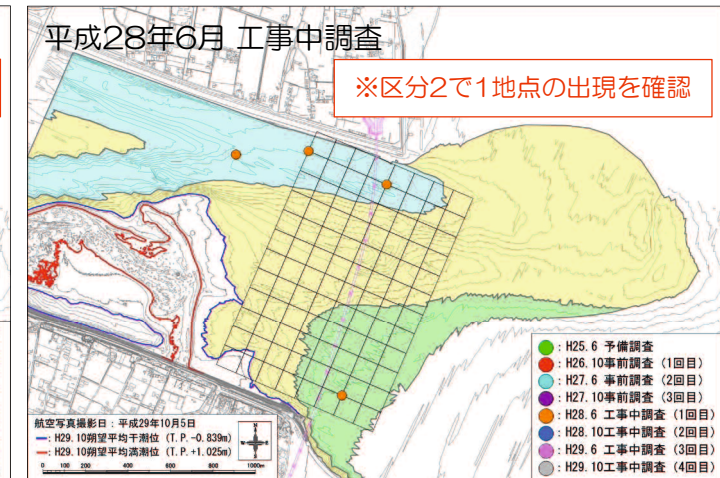 平成28年6月 工事中調査
※区分2で1地点の出現を確認
: H25.6 予備調査
: H26.10事前調査 (1回目)
: H27.6 事前調査 (2回目)
: H27.10事前調査 (3回目)
: H28.6 工事中調査 (1回目)
: H28.10工事中調査 (2回目)
: H29.6 工事中調査 (3回目)
: H29.10工事中調査 (4回目)
航空写真撮影日 : 平成29年10月5日
: H29.10朔望平均干潮位 (T.P.-0.839m)
: H29.10朔望平均満潮位 (T.P.+1.025m)
0 100 200 400 600 800 1000m